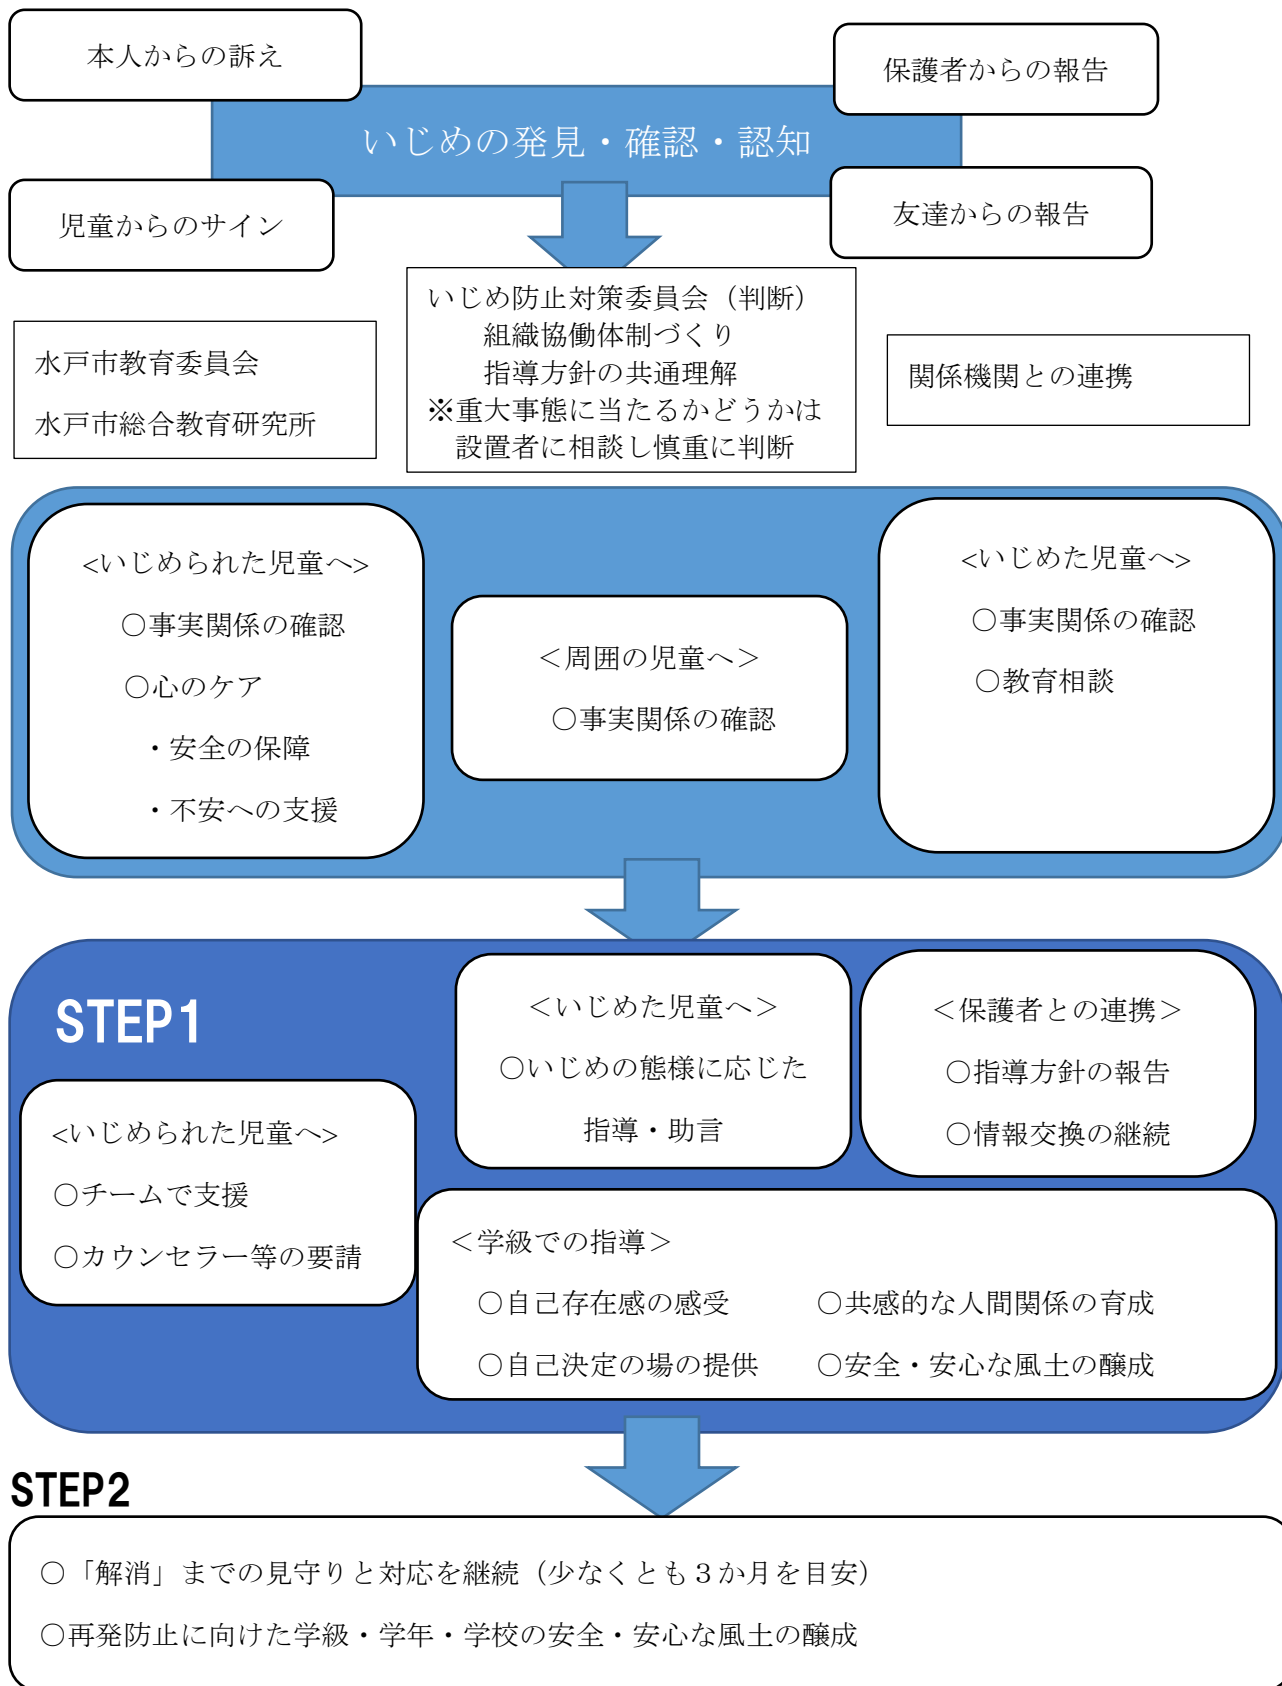 本人からの訴え
保護者からの報告
いじめの発見・確認・認知
児童からのサイン
友達からの報告
いじめ防止対策委員会（判断）
組織協働体制づくり
指導方針の共通理解
※重大事態に当たるかどうかは
設置者に相談し慎重に判断
水戸市教育委員会
水戸市総合教育研究所
関係機関との連携
<いじめられた児童へ>
○事実関係の確認
○心のケア
・安全の保障
・不安への支援
＜周囲の児童へ＞
○事実関係の確認
<いじめた児童へ>
○事実関係の確認
○教育相談
STEP1
<いじめられた児童へ>
○チームで支援
○カウンセラー等の要請
＜いじめた児童へ＞
○いじめの態様に応じた
指導・助言
＜保護者との連携＞
○指導方針の報告
○情報交換の継続
＜学級での指導＞
○自己存在感の感受　　　○共感的な人間関係の育成
○自己決定の場の提供　　○安全・安心な風土の醸成
STEP2
○「解消」までの見守りと対応を継続（少なくとも３か月を目安）
○再発防止に向けた学級・学年・学校の安全・安心な風土の醸成